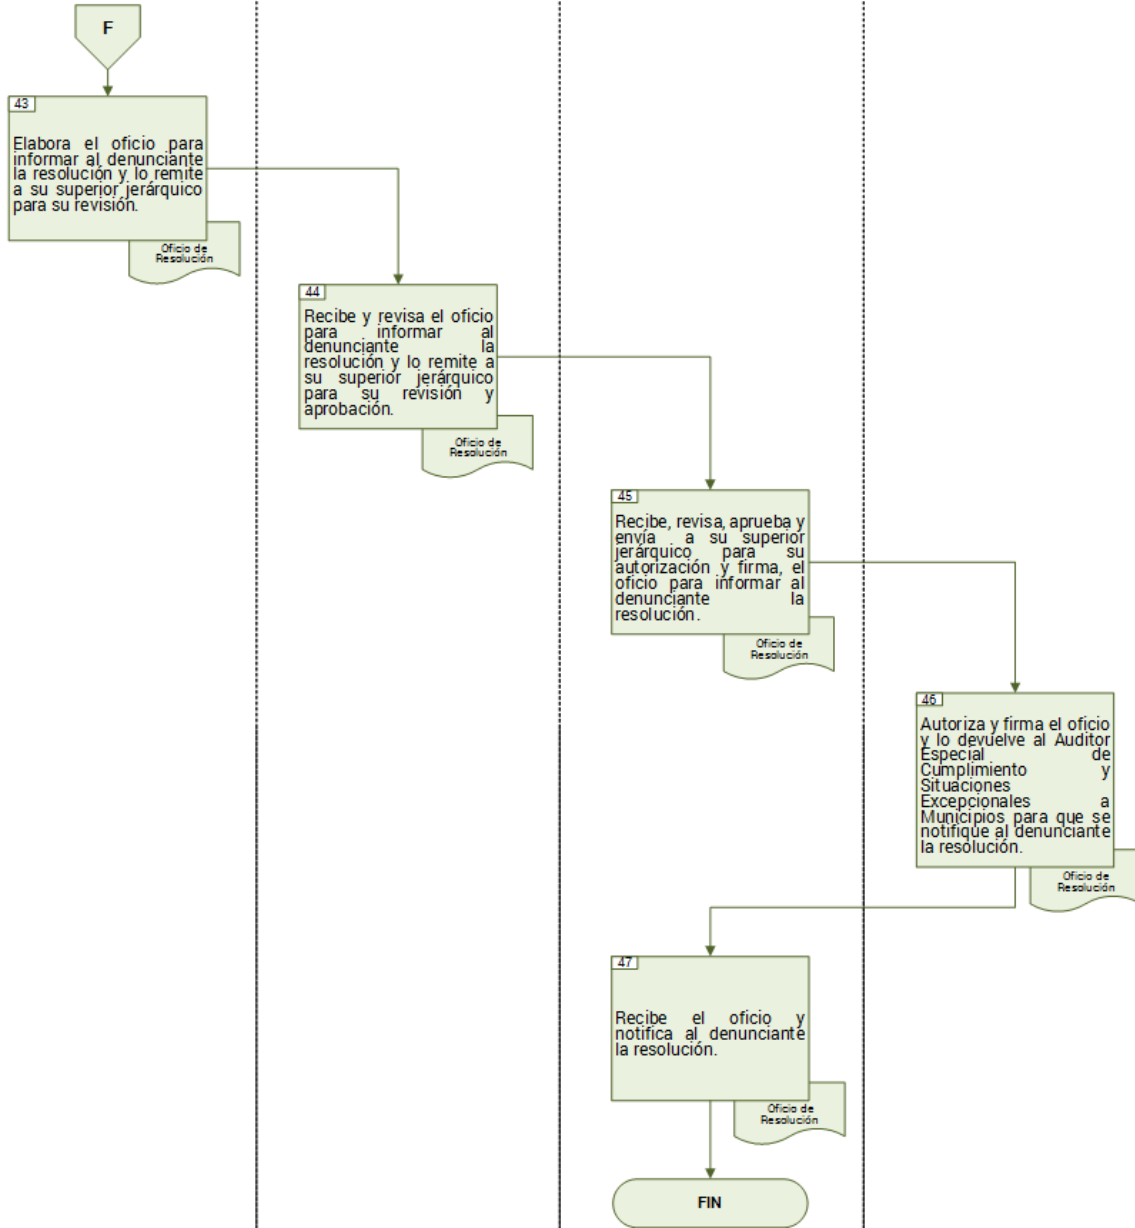 F
43
Elabora el oficio para
informar al denunciante
la resolución y lo remite
a su superior jerárquico
para su revisión.
Oficio de
Resolución
44
Recibe y revisa el oficio
para informar al
denunciante la
resolución y lo remite a
su superior jerárquico
para su revisión y
aprobación.
Oficio de
Resolución
45
Recibe, revisa, aprueba y
envía a su superior
jerárquico para su
autorización y firma, el
oficio para informar al
denunciante la
resolución.
Oficio de
Resolución
46
Autoriza y firma el oficio
y lo devuelve al Auditor
Especial de
Cumplimiento y
Situaciones
Excepcionales a
Municipios para que se
notifique al denunciante
la resolución.
Oficio de
Resolución
47
Recibe el oficio y
notifica al denunciante
la resolución.
Oficio de
Resolución
FIN